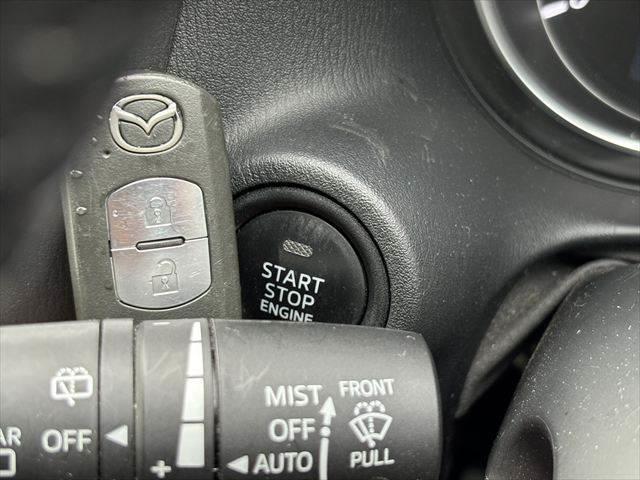 START
STOP
ENGINE
MIST
FRONT
OFF
OFF
AUTO
PULL